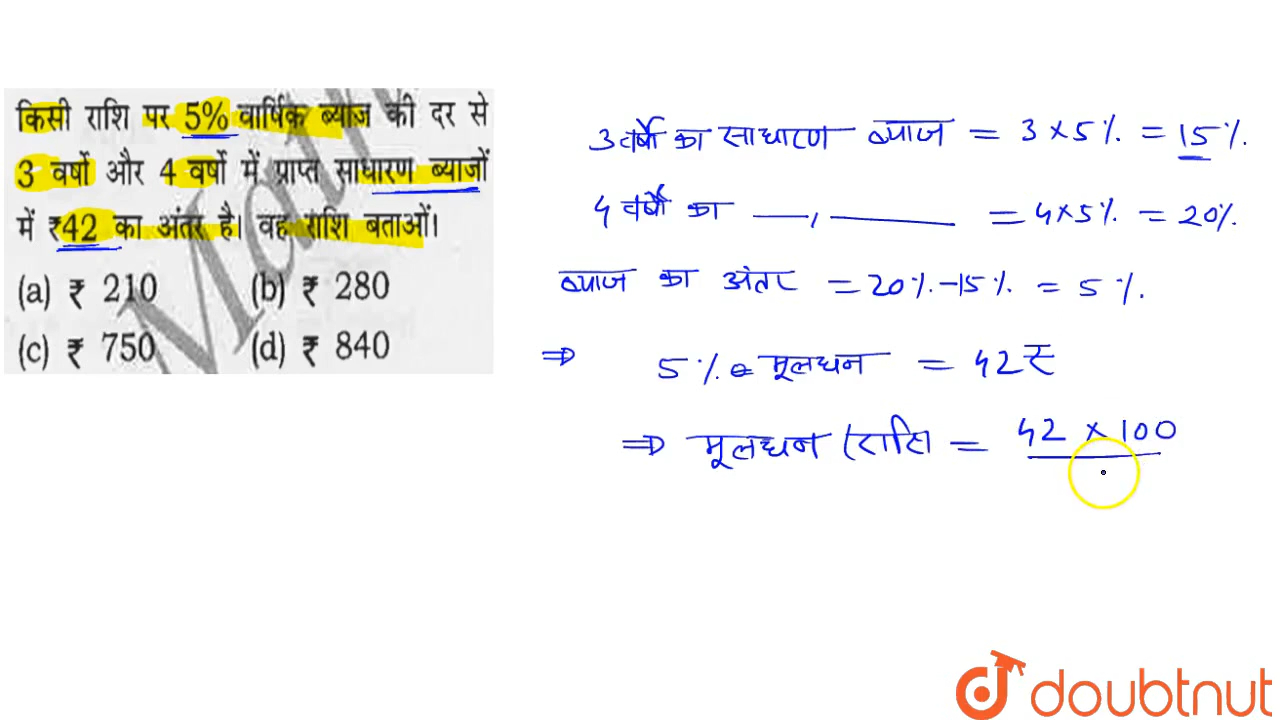 किसी राशि पर 5% वार्षिक ब्याज की दर से
3 वर्षो और 4 वर्षो में प्राप्त साधारण ब्याजों
में ₹42 का अंतर है। वह राशि बताओं।
(a) ₹ 210 (b) ₹ 280
(c) ₹ 750 (d) ₹ 840
3 वर्षो का साधारण ब्याज = 3 × 5 % = 15 %.
4 वर्षो का —— , ———— = 4 × 5 % = 20 %.
ब्याज का अंतर = 20 % - 15 % = 5 %.
⇒ 5 % मूलधन = 42 ₹
⇒ मूलधन (राशि = 42 × 100
doubtnut